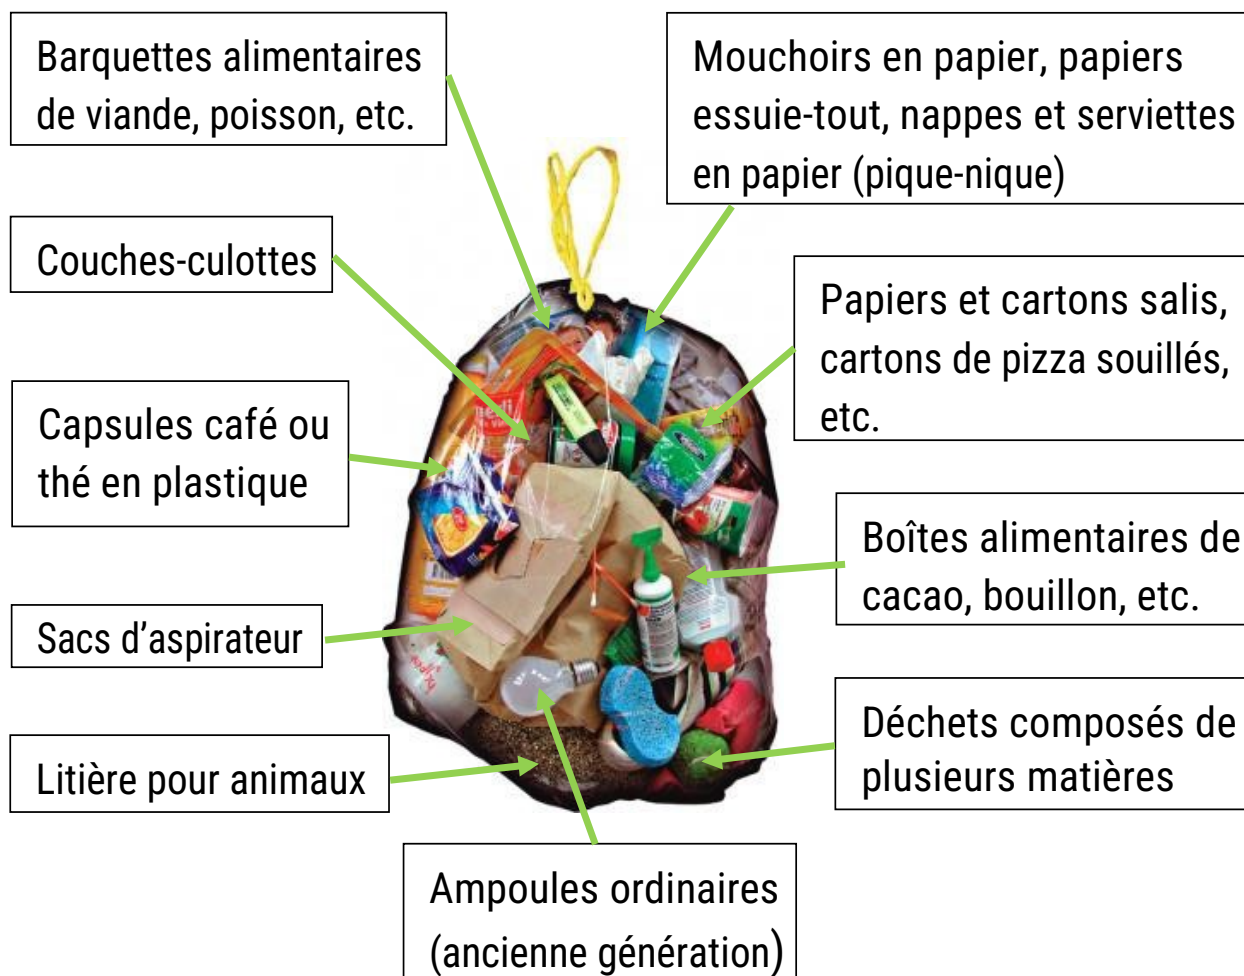 Barquettes alimentaires
de viande, poisson, etc.
Mouchoirs en papier, papiers
essuie-tout, nappes et serviettes
en papier (pique-nique)
Couches-culottes
Papiers et cartons salis,
cartons de pizza souillés,
etc.
Capsules café ou
thé en plastique
Boîtes alimentaires de
cacao, bouillon, etc.
Sacs d'aspirateur
Déchets composés de
plusieurs matières
Litière pour animaux
Ampoules ordinaires
(ancienne génération)